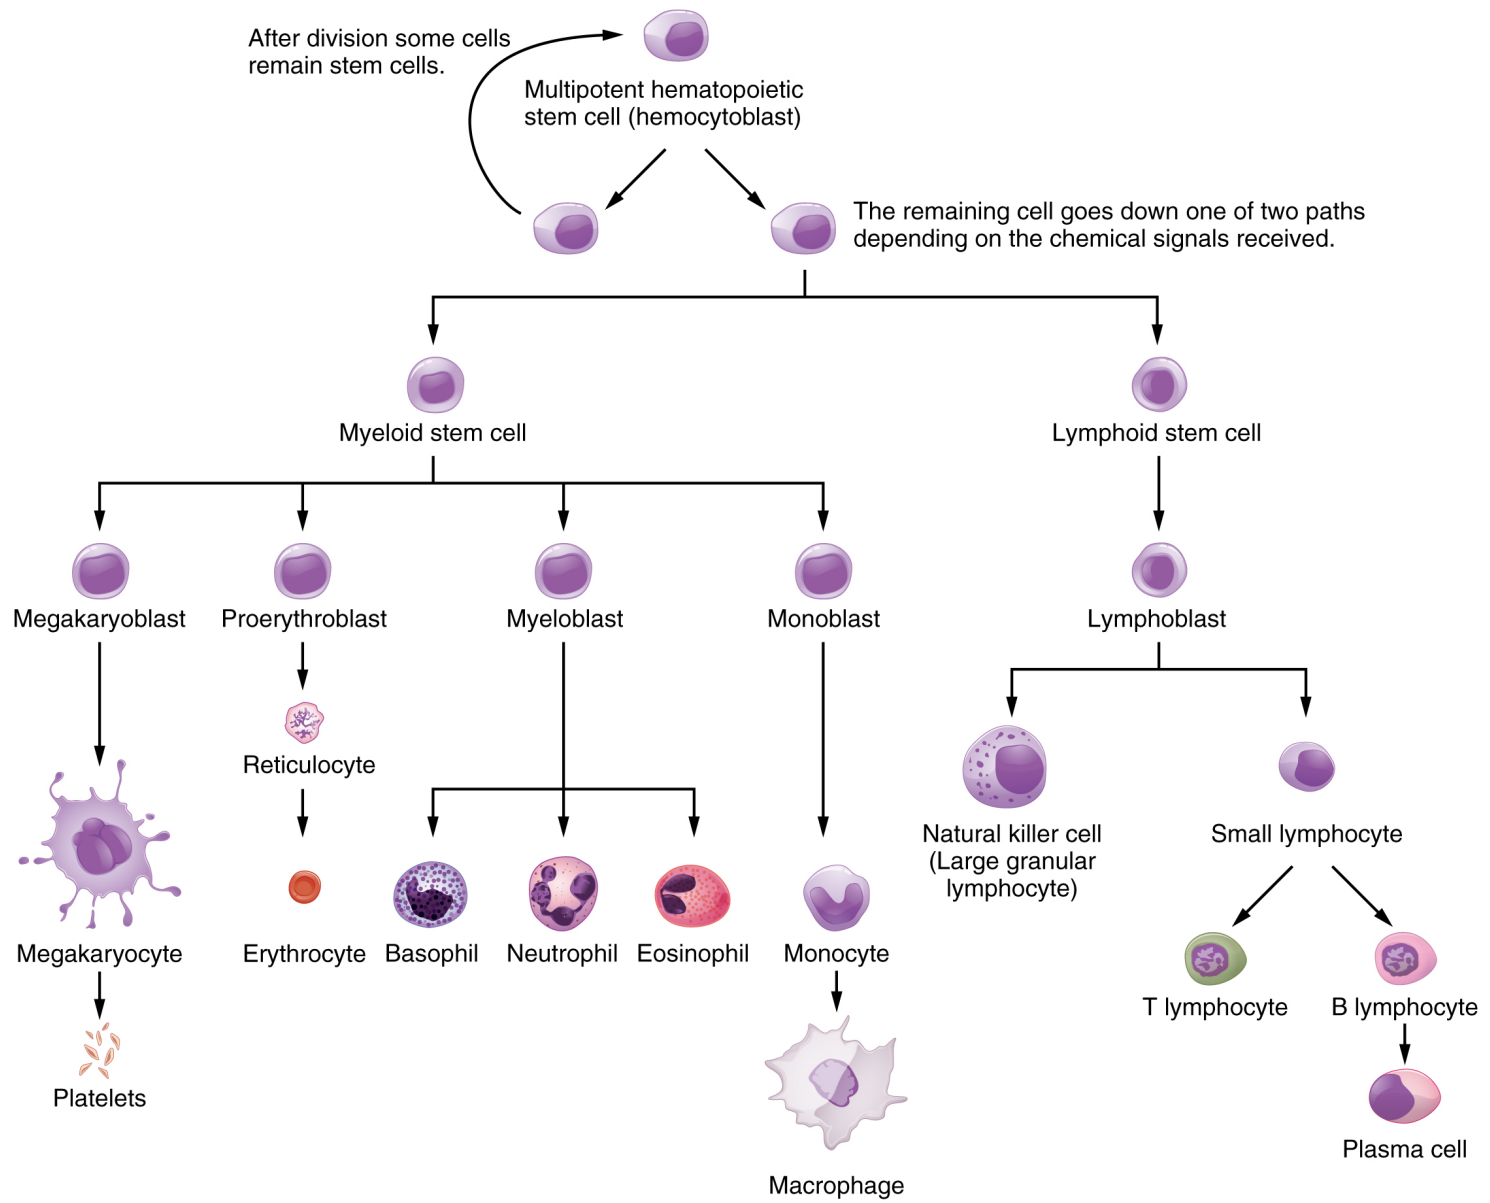 After division some cells
remain stem cells.
Multipotent hematopoietic
stem cell (hemocytoblast)
The remaining cell goes down one of two paths
depending on the chemical signals received.
Myeloid stem cell
Lymphoid stem cell
Megakaryoblast
Proerythroblast
Myeloblast
Monoblast
Lymphoblast
Reticulocyte
Natural killer cell
(Large granular
lymphocyte)
Small lymphocyte
Megakaryocyte
Erythrocyte
Basophil
Neutrophil
Eosinophil
Monocyte
T lymphocyte
B lymphocyte
Platelets
Plasma cell
Macrophage